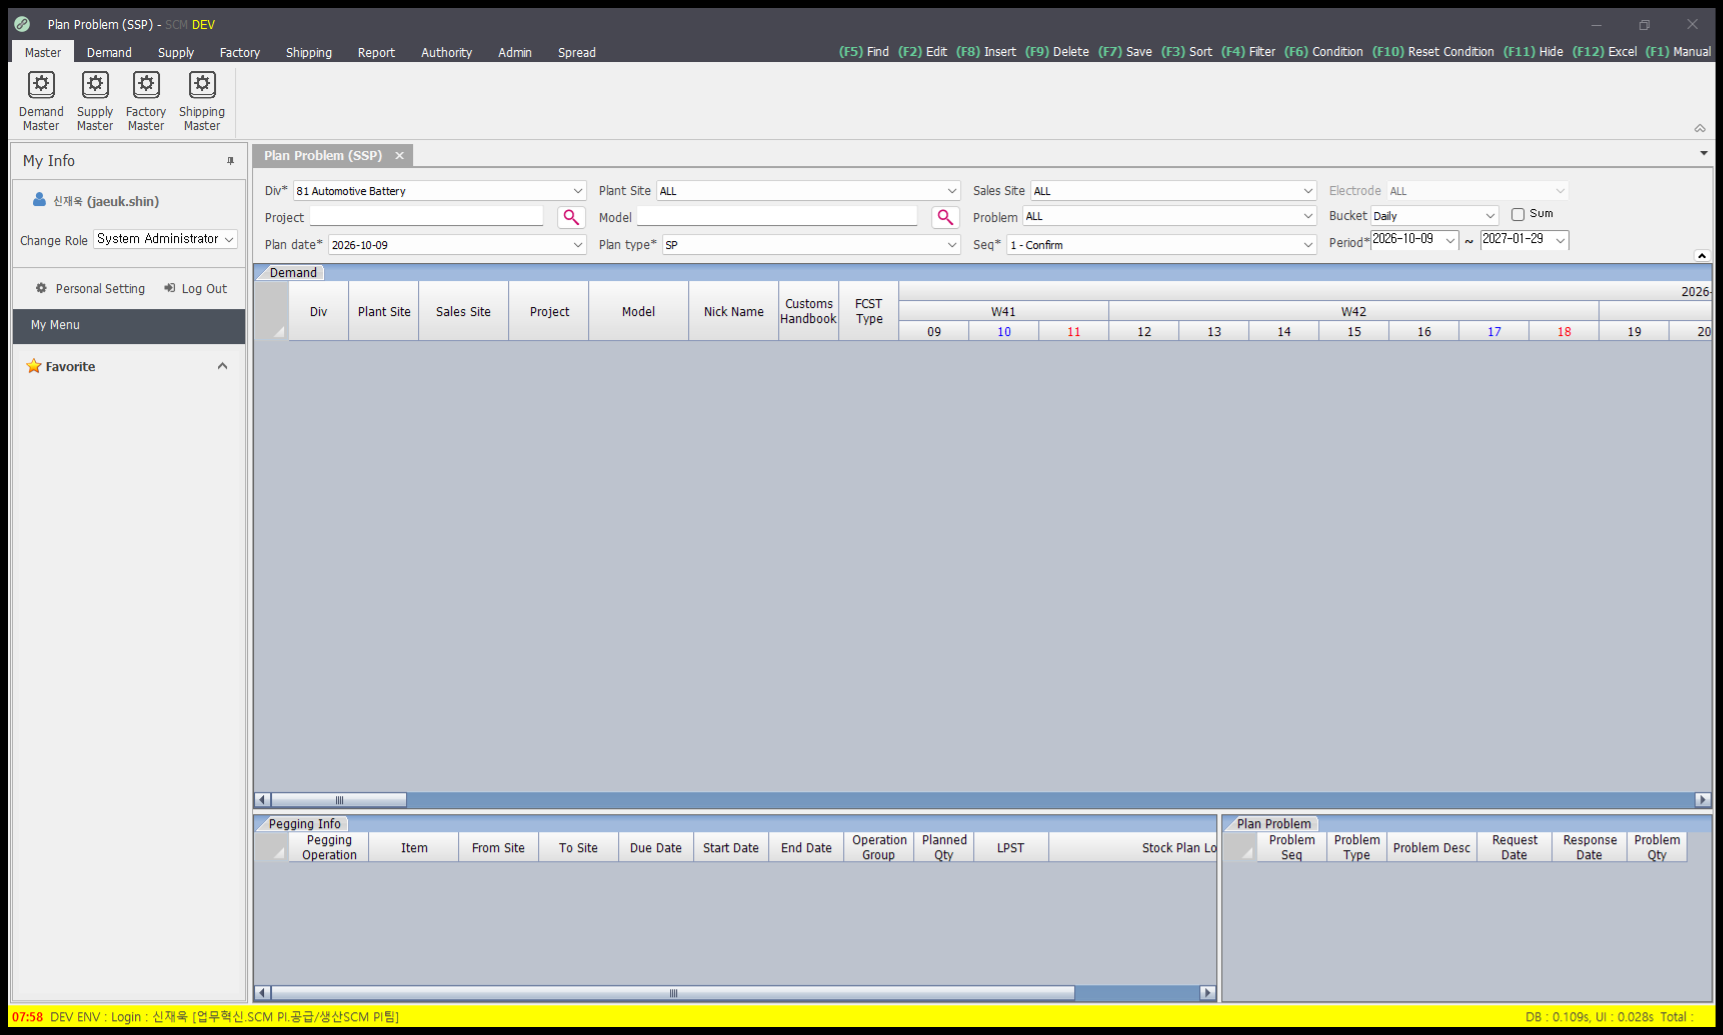 Plan Problem (SSP) - SCM DEV
Master Demand Supply Factory Shipping Report Authority Admin Spread
(F5) Find (F2) Edit (F8) Insert (F9) Delete (F7) Save (F3) Sort (F4) Filter (F6) Condition (F10) Reset Condition (F11) Hide (F12) Excel (F1) Manual
Demand Master
Supply Master
Factory Master
Shipping Master
My Info
신재욱 (jaeuk.shin)
Change Role System Administrator
Personal Setting Log Out
My Menu
Favorite
Plan Problem (SSP)
Div* 81 Automotive Battery Plant Site ALL Sales Site ALL Electrode ALL
Project Model Problem ALL Bucket Daily Sum
Plan date* 2026-10-09 Plan type* SP Seq* 1 - Confirm Period* 2026-10-09 ~ 2027-01-29
Demand
Div Plant Site Sales Site Project Model Nick Name Customs Handbook FCST Type
2026-
W41 W42
09 10 11 12 13 14 15 16 17 18 19 20
Pegging Info
Pegging Operation Item From Site To Site Due Date Start Date End Date Operation Group Planned Qty LPST Stock Plan Lo
Plan Problem
Problem Seq Problem Type Problem Desc Request Date Response Date Problem Qty
07:58 DEV ENV : Login : 신재욱 [업무혁신.SCM PI.공급/생산SCM PI팀]
DB : 0.109s, UI : 0.028s Total :